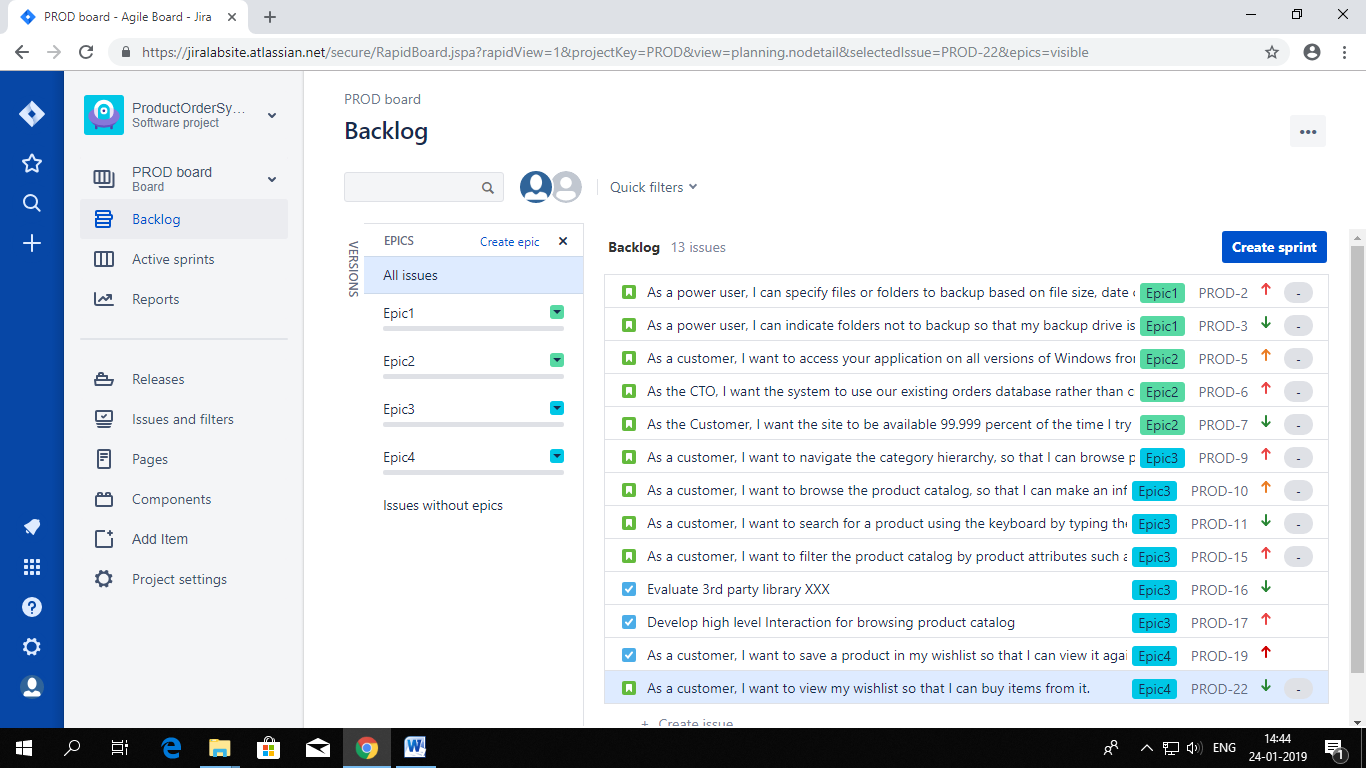 PROD board - Agile Board - Jira
https://jiralabsite.atlassian.net/secure/RapidBoard.jspa?rapidView=1&projectKey=PROD&view=planning.nodetail&selectedIssue=PROD-22&epics=visible
ProductOrderSy...
Software project
PROD board
Board
Backlog
Active sprints
Reports
Releases
Issues and filters
Pages
Components
Add Item
Project settings
PROD board
Backlog
Quick filters
VERSIONS
EPICS Create epic
All issues
Epic1
Epic2
Epic3
Epic4
Issues without epics
Backlog 13 issues Create sprint
As a power user, I can specify files or folders to backup based on file size, date Epic1 PROD-2 -
As a power user, I can indicate folders not to backup so that my backup drive is Epic1 PROD-3 -
As a customer, I want to access your application on all versions of Windows from Epic2 PROD-5 -
As the CTO, I want the system to use our existing orders database rather than c Epic2 PROD-6 -
As the Customer, I want the site to be available 99.999 percent of the time I try Epic2 PROD-7 -
As a customer, I want to navigate the category hierarchy, so that I can browse p Epic3 PROD-9 -
As a customer, I want to browse the product catalog, so that I can make an inf Epic3 PROD-10 -
As a customer, I want to search for a product using the keyboard by typing the Epic3 PROD-11 -
As a customer, I want to filter the product catalog by product attributes such a Epic3 PROD-15 -
Evaluate 3rd party library XXX Epic3 PROD-16
Develop high level Interaction for browsing product catalog Epic3 PROD-17
As a customer, I want to save a product in my wishlist so that I can view it agai Epic4 PROD-19
As a customer, I want to view my wishlist so that I can buy items from it. Epic4 PROD-22 -
+ Create issue
ENG
14:44
24-01-2019
1